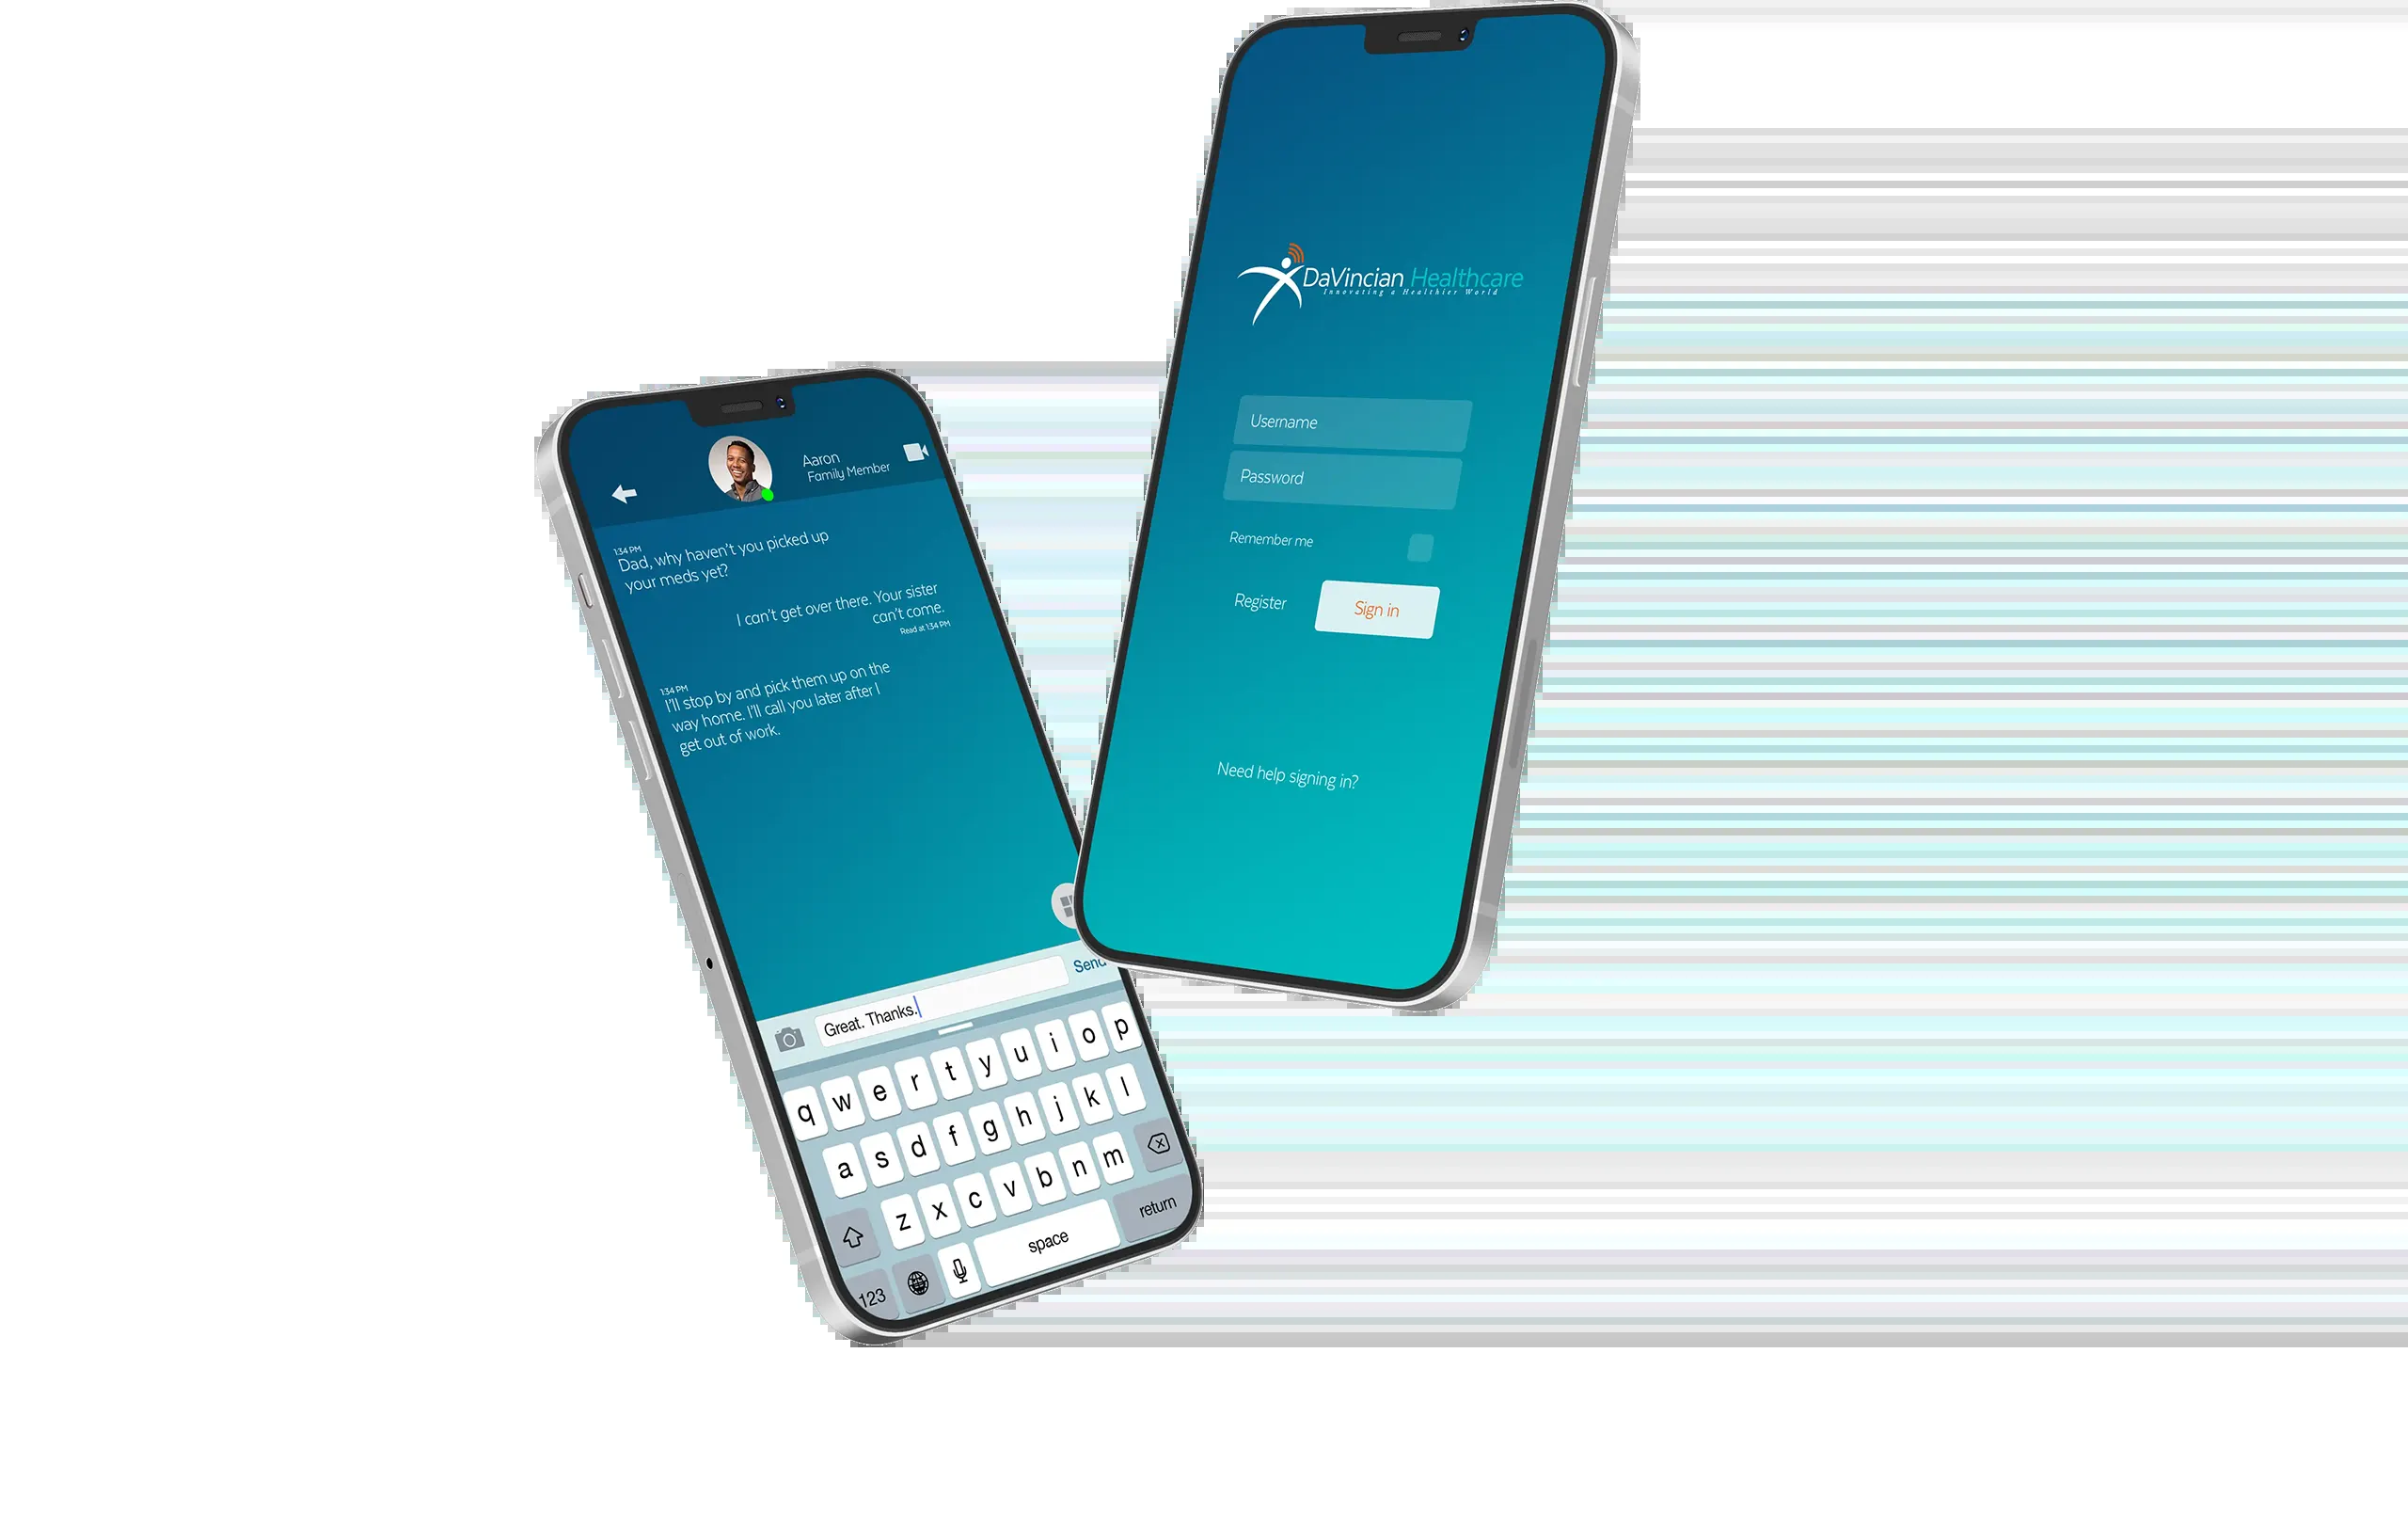 Aaron
Family Member
1:34 PM
Dad, why haven't you picked up
your meds yet?
I can't get over there. Your sister
can't come.
Read at 1:34 PM
1:34 PM
I'll stop by and pick them up on the
way home. I'll call you later after I
get out of work.
Great. Thanks.
Send
q w e r t y u i o p
a s d f g h j k l
z x c v b n m
123
space
return
DaVincian Healthcare
Innovating a Healthier World
Username
Password
Remember me
Register
Sign in
Need help signing in?